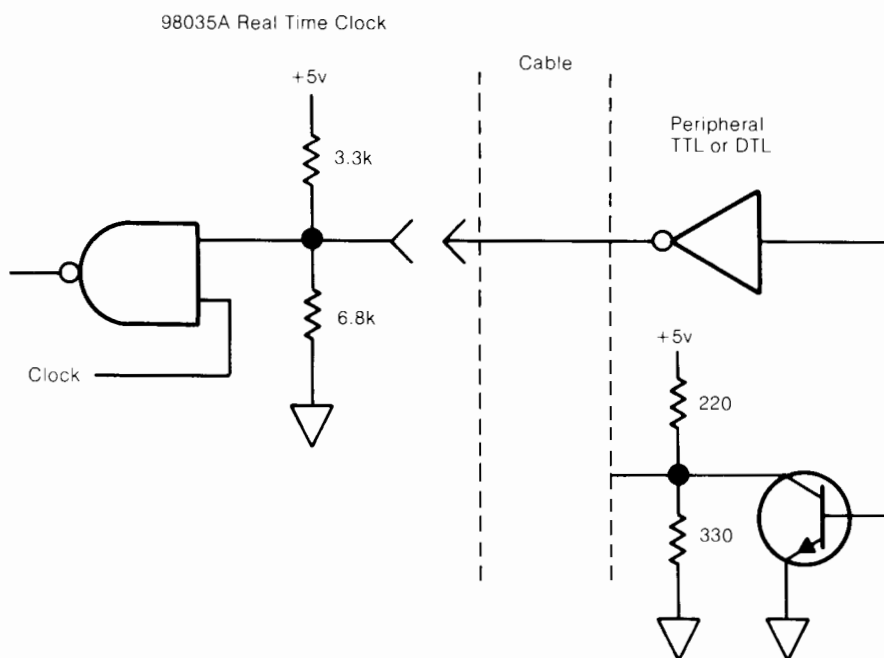 98035A Real Time Clock
+5v
3.3k
6.8k
Clock
Cable
Peripheral
TTL or DTL
+5v
220
330